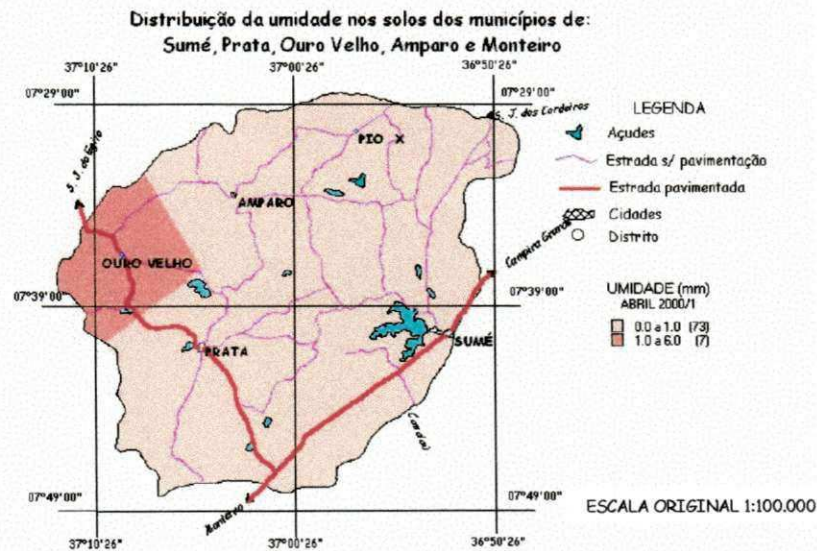 Distribuição da umidade nos solos dos municípios de:
Sumé, Prata, Ouro Velho, Amparo e Monteiro
37°10'26" 37°00'26" 36°50'26"
07°29'00" 07°29'00"
S. J. dos Cordeiros
LEGENDA
Açudes
PIO X
Estrada s/ pavimentação
S. J. do Egito
Estrada pavimentada
AMPARO
Cidades
Distrito
Campina Grande
OURO VELHO
UMIDADE (mm)
ABRIL 2000/1
07°39'00" 07°39'00"
0.0 a 1.0 (73)
1.0 a 6.0 (7)
SUMÉ
PRATA
07°49'00" 07°49'00"
Monteiro
ESCALA ORIGINAL 1:100.000
37°10'26" 37°00'26" 36°50'26"